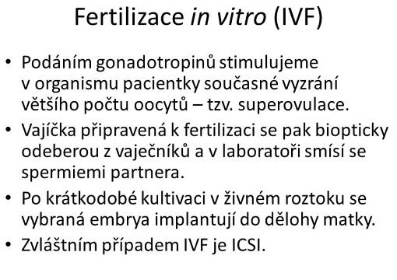 Fertilizace in vitro (IVF)
• Podáním gonadotropinů stimulujeme
v organismu pacientky současné vyzrání
většího počtu oocytů – tzv. superovulace.
• Vajíčka připravená k fertilizaci se pak biopticky
odeberou z vaječníků a v laboratoři smísí se
spermiemi partnera.
• Po krátkodobé kultivaci v živném roztoku se
vybraná embrya implantují do dělohy matky.
• Zvláštním případem IVF je ICSI.